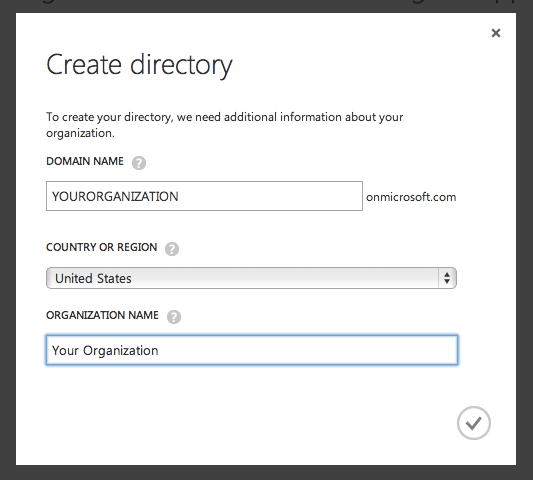 Create directory
To create your directory, we need additional information about your
organization.
DOMAIN NAME ?
YOURORGANIZATION onmicrosoft.com
COUNTRY OR REGION ?
United States
ORGANIZATION NAME ?
Your Organization